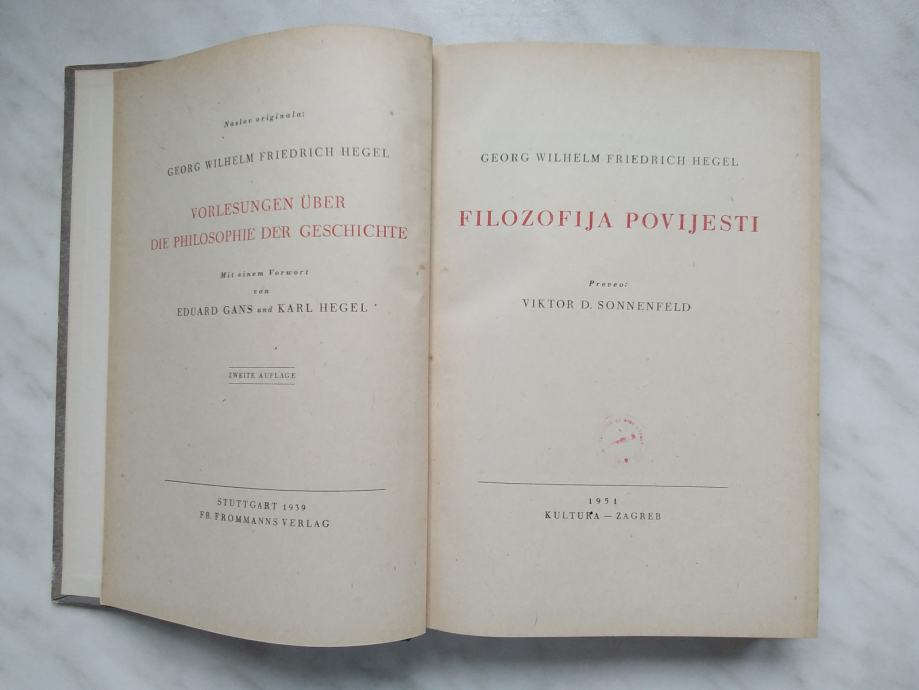 Naslov originala:
GEORG WILHELM FRIEDRICH HEGEL
VORLESUNGEN ÜBER
DIE PHILOSOPHIE DER GESCHICHTE
Mit einem Vorwort
von
EDUARD GANS und KARL HEGEL
ZWEITE AUFLAGE
STUTTGART 1939
FR. FROMMANNS VERLAG
GEORG WILHELM FRIEDRICH HEGEL
FILOZOFIJA POVIJESTI
Preveo:
VIKTOR D. SONNENFELD
1951
KULTURA — ZAGREB